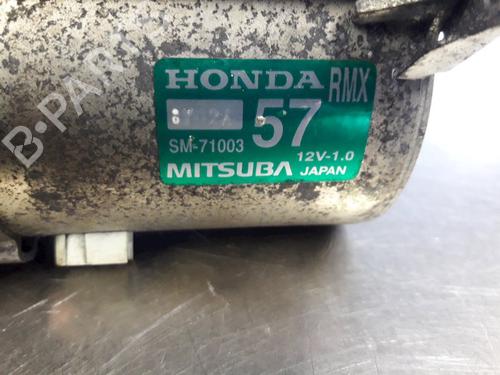 HONDA RMX
57
SM-71003
12V-1.0
MITSUBA JAPAN
B-PARTS